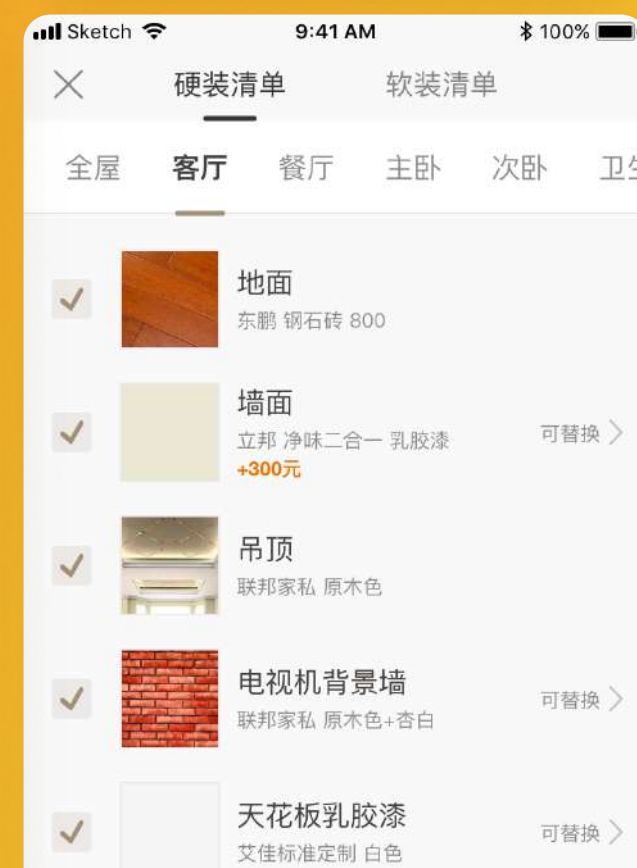 Sketch 9:41 AM 100%
硬装清单 软装清单
全屋 客厅 餐厅 主卧 次卧 卫生
地面
东鹏 钢石砖 800
墙面
立邦 净味二合一 乳胶漆 可替换
+300元
吊顶
联邦家私 原木色
电视机背景墙
联邦家私 原木色+杏白 可替换
天花板乳胶漆
艾佳标准定制 白色 可替换